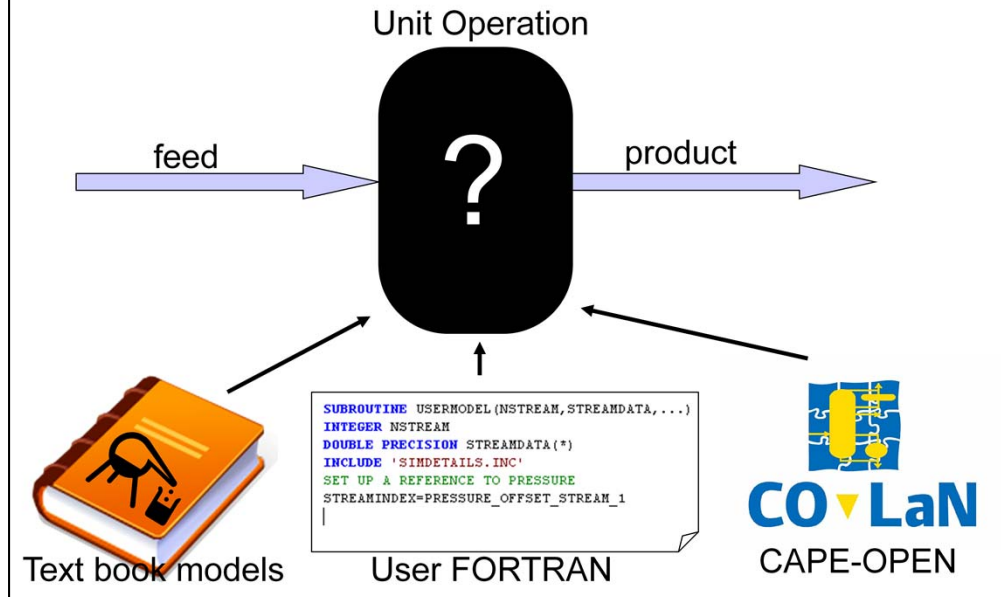 Unit Operation
feed
?
product
SUBROUTINE USERMODEL(NSTREAM,STREAMDATA,...)
INTEGER NSTREAM
DOUBLE PRECISION STREAMDATA(*)
INCLUDE 'SIMDETAILS.INC'
SET UP A REFERENCE TO PRESSURE
STREAMINDEX=PRESSURE_OFFSET_STREAM_1
CO LaN
Text book models
User FORTRAN
CAPE-OPEN